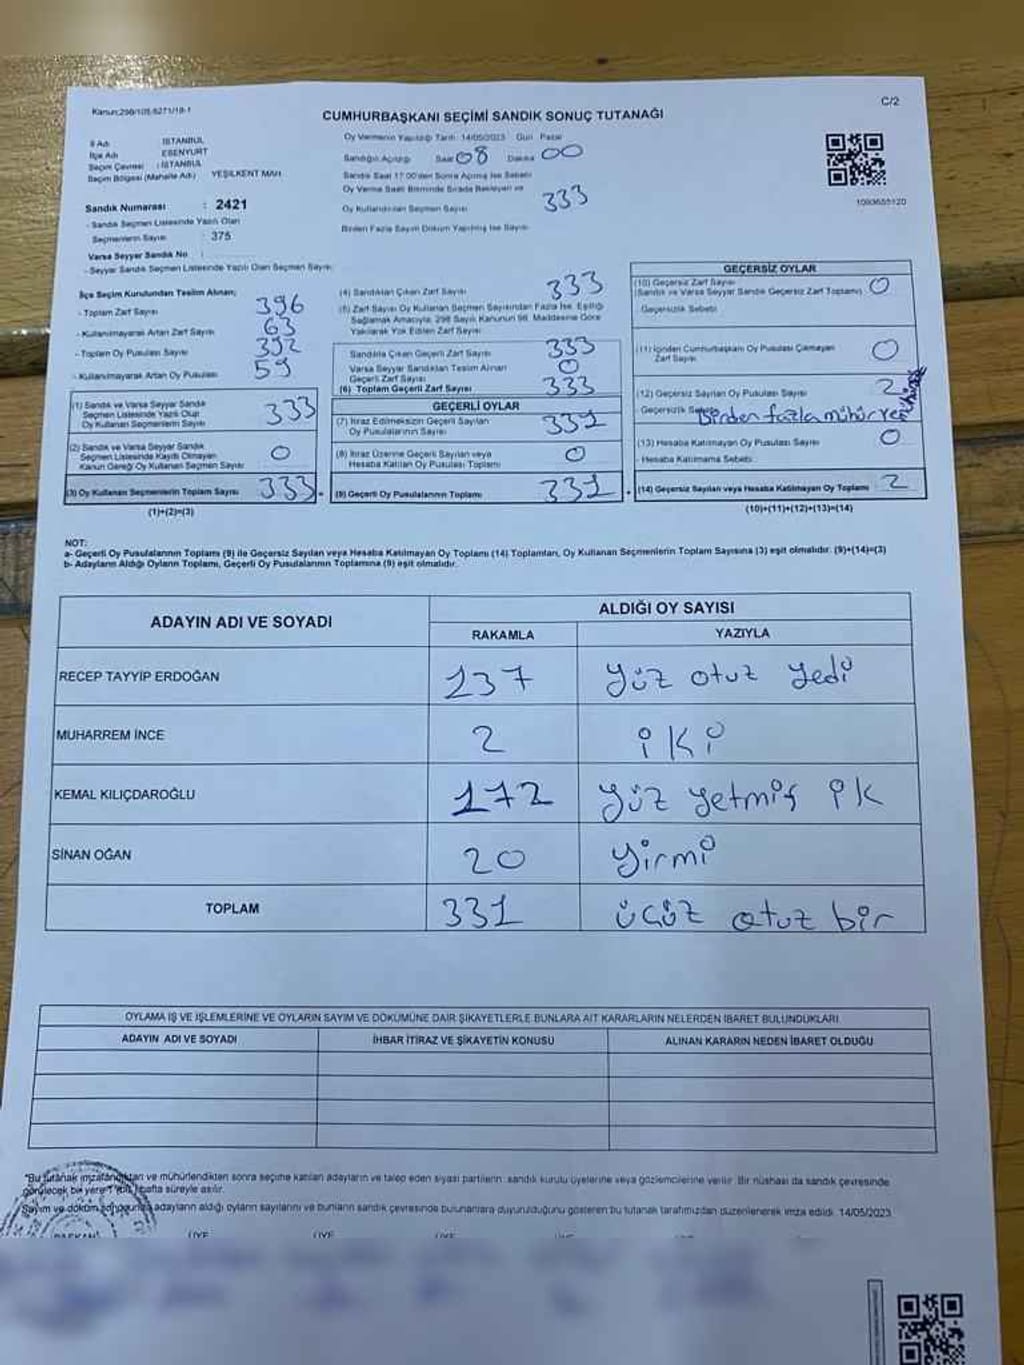 Kanun:298/105-6271/19-1
C/2
CUMHURBAŞKANI SEÇİMİ SANDIK SONUÇ TUTANAĞI
İl Adı : İSTANBUL
İlçe Adı ESENYURT
Seçim Çevresi : İSTANBUL
Seçim Bölgesi (Mahalle Adı) YEŞİLKENT MAH.
Sandık Numarası : 2421
- Sandık Seçmen Listesinde Yazılı Olan
Seçmenlerin Sayısı : 375
Varsa Seyyar Sandık No :
- Seyyar Sandık Seçmen Listesinde Yazılı Olan Seçmen Sayısı
Oy Vermenin Yapıldığı Tarih: 14/05/2023 Gün Pazar
Sandığın Açılışı Saat 08 Dakika 00
Sandık Saat 17:00'den Sonra Açılmış İse Sebebi
Oy Verme Saati Bitiminde Sırada Bekleyen ve
Oy Kullandırılan Seçmen Sayısı 333
Birden Fazla Sayım Döküm Yapılmış İse Sayısı
1093655120
İlçe Seçim Kurulundan Teslim Alınan;
- Toplam Zarf Sayısı 396
- Kullanılmayarak Artan Zarf Sayısı 63
- Toplam Oy Pusulası Sayısı 392
- Kullanılmayarak Artan Oy Pusulası 59
(1) Sandık ve Varsa Seyyar Sandık
Seçmen Listesinde Yazılı Olup
Oy Kullanan Seçmenlerin Sayısı 333
(2) Sandık ve Varsa Seyyar Sandık
Seçmen Listesinde Kayıtlı Olmayan
Kanun Gereği Oy Kullanan Seçmen Sayısı 0
(3) Oy Kullanan Seçmenlerin Toplam Sayısı 333
(1)+(2)=(3)
(4) Sandıktan Çıkan Zarf Sayısı 333
(5) Zarf Sayısı Oy Kullanan Seçmen Sayısından Fazla İse, Eşitliği
Sağlamak Amacıyla, 298 Sayılı Kanunun 98. Maddesine Göre
Yakılarak Yok Edilen Zarf Sayısı
Sandıkta Çıkan Geçerli Zarf Sayısı 333
Varsa Seyyar Sandıktan Teslim Alınan
Geçerli Zarf Sayısı 0
(6) Toplam Geçerli Zarf Sayısı 333
GEÇERLİ OYLAR
(7) İtiraz Edilmeksizin Geçerli Sayılan
Oy Pusulalarının Sayısı 331
(8) İtiraz Üzerine Geçerli Sayılan veya
Hesaba Katılan Oy Pusulası Toplamı 0
(9) Geçerli Oy Pusulalarının Toplamı 331
GEÇERSİZ OYLAR
(10) Geçersiz Zarf Sayısı
(Sandık ve Varsa Seyyar Sandık Geçersiz Zarf Toplamı) 0
Geçersizlik Sebebi
(11) İçinden Cumhurbaşkanı Oy Pusulası Çıkmayan
Zarf Sayısı 0
(12) Geçersiz Sayılan Oy Pusulası Sayısı 2
- Geçersizlik Sebebi Birden fazla mühür
(13) Hesaba Katılmayan Oy Pusulası Sayısı 0
- Hesaba Katılmama Sebebi
(14) Geçersiz Sayılan veya Hesaba Katılmayan Oy Toplamı 2
(10)+(11)+(12)+(13)=(14)
NOT:
a- Geçerli Oy Pusulalarının Toplamı (9) ile Geçersiz Sayılan veya Hesaba Katılmayan Oy Toplamı (14) Toplamları, Oy Kullanan Seçmenlerin Toplam Sayısına (3) eşit olmalıdır. (9)+(14)=(3)
b- Adayların Aldığı Oyların Toplamı, Geçerli Oy Pusulalarının Toplamına (9) eşit olmalıdır.
ADAYIN ADI VE SOYADI ALDIĞI OY SAYISI
RAKAMLA YAZIYLA
RECEP TAYYİP ERDOĞAN 137 yüz otuz yedi
MUHARREM İNCE 2 iki
KEMAL KILIÇDAROĞLU 172 yüz yetmiş ik
SİNAN OĞAN 20 yirmi
TOPLAM 331 üçüz otuz bir
OYLAMA İŞ VE İŞLEMLERİNE VE OYLARIN SAYIM VE DÖKÜMÜNE DAİR ŞİKAYETLERLE BUNLARA AİT KARARLARIN NELERDEN İBARET BULUNDUKLARI
ADAYIN ADI VE SOYADI İHBAR İTİRAZ VE ŞİKAYETİN KONUSU ALINAN KARARIN NEDEN İBARET OLDUĞU
*Bu tutanak imzalandıktan ve mühürlendikten sonra seçime katılan adayların ve talep eden siyasi partilerin sandık kurulu üyelerine veya gözlemcilerine verilir. Bir nüshası da sandık çevresinde
görülecek bir yere 1 (bir) hafta süreyle asılır.
Sayım ve döküm sonucunda adayların aldığı oyların sayılarını ve bunların sandık çevresinde bulunanlara duyurulduğunu gösteren bu tutanak tarafımızdan düzenlenerek imza edildi. 14/05/2023
BAŞKAN ÜYE ÜYE ÜYE ÜYE ÜYE